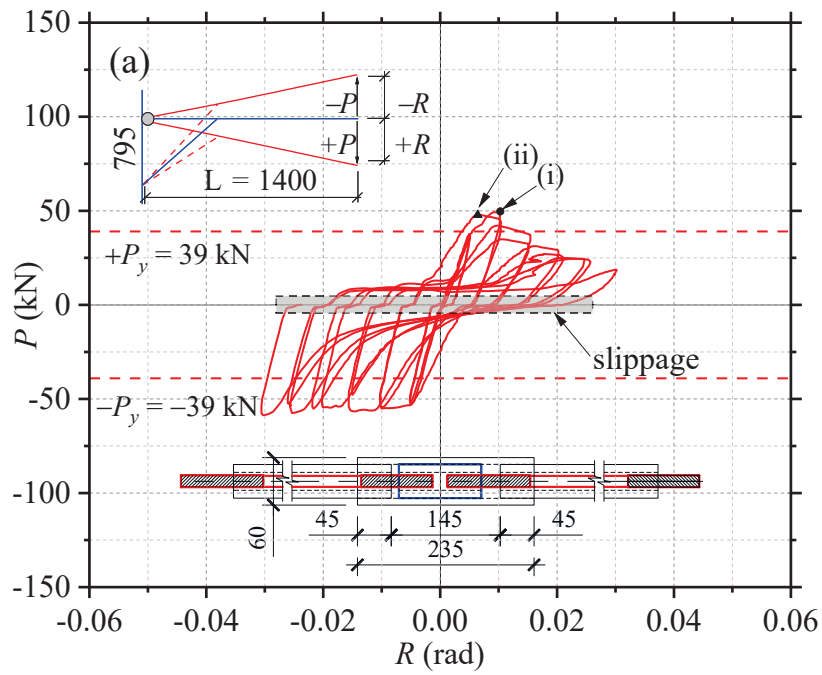 150
(a)
–P
–R
100
+P
+R
795
L = 1400
(ii)
(i)
50
+Py = 39 kN
P (kN)
0
slippage
-50
–Py = –39 kN
-100
45
145
45
60
235
-150
-0.06
-0.04
-0.02
0.00
0.02
0.04
0.06
R (rad)